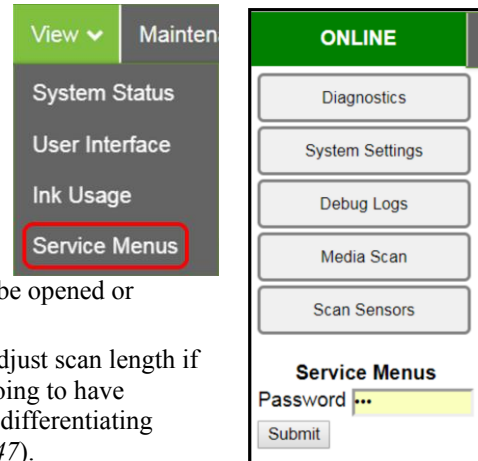 View
System Status
User Interface
Ink Usage
Service Menus
be opened or
djust scan length if
oing to have
differentiating
47).
ONLINE
Diagnostics
System Settings
Debug Logs
Media Scan
Scan Sensors
Service Menus
Password •••
Submit